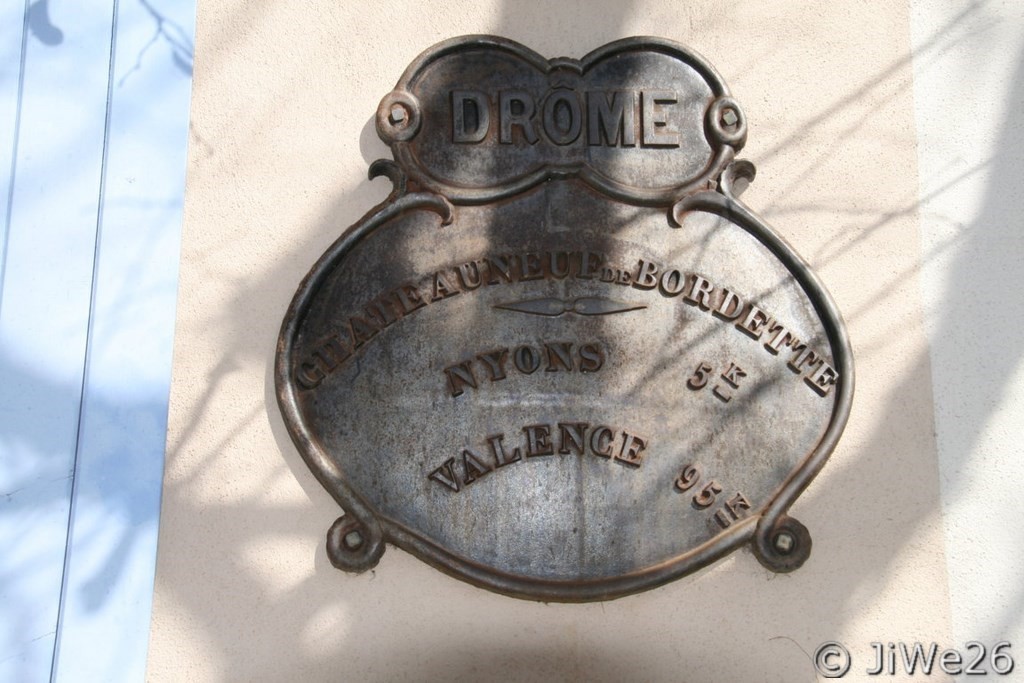 DRÔME
CHATEAUNEUF DE BORDETTE
NYONS 5 K
VALENCE 95 K
© JiWe26